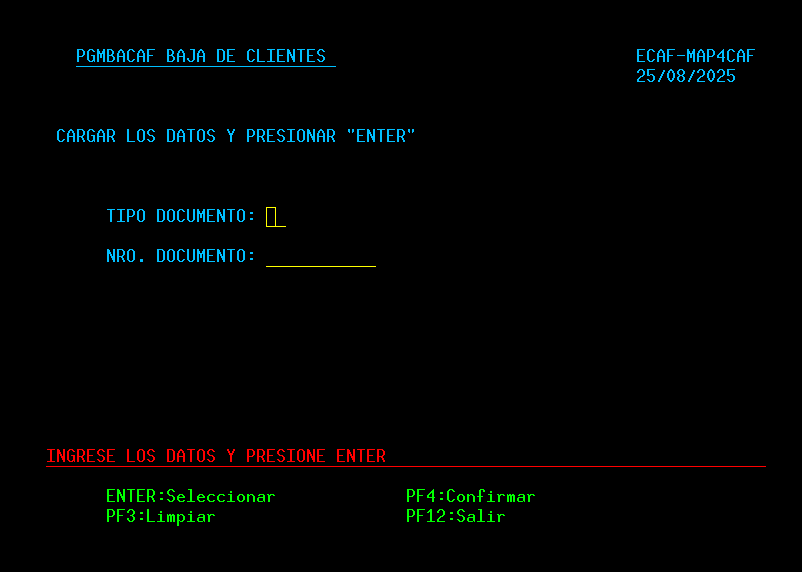 PGMBACAF BAJA DE CLIENTES ECAF-MAP4CAF
25/08/2025
CARGAR LOS DATOS Y PRESIONAR "ENTER"
TIPO DOCUMENTO:
NRO. DOCUMENTO:
INGRESE LOS DATOS Y PRESIONE ENTER
ENTER:Seleccionar PF4:Confirmar
PF3:Limpiar PF12:Salir